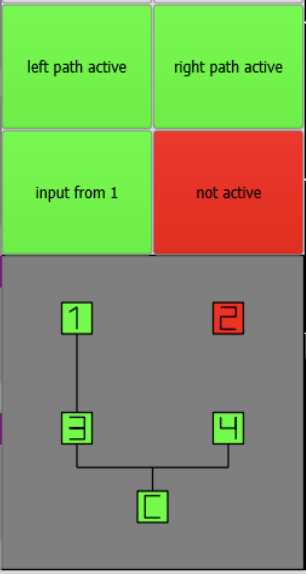 left path active
right path active
input from 1
not active
1
2
3
4
C